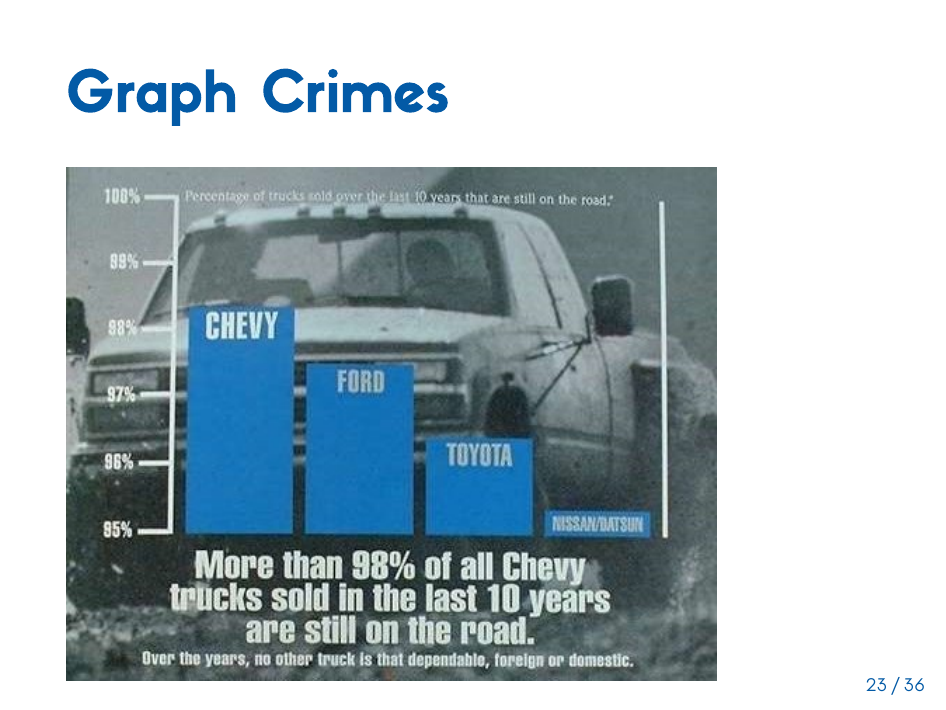 Graph Crimes
100%
Percentage of trucks sold over the last 10 years that are still on the road.*
99%
98%
97%
96%
95%
CHEVY
FORD
TOYOTA
NISSAN/DATSUN
More than 98% of all Chevy
trucks sold in the last 10 years
are still on the road.
Over the years, no other truck is that dependable, foreign or domestic.
23 / 36